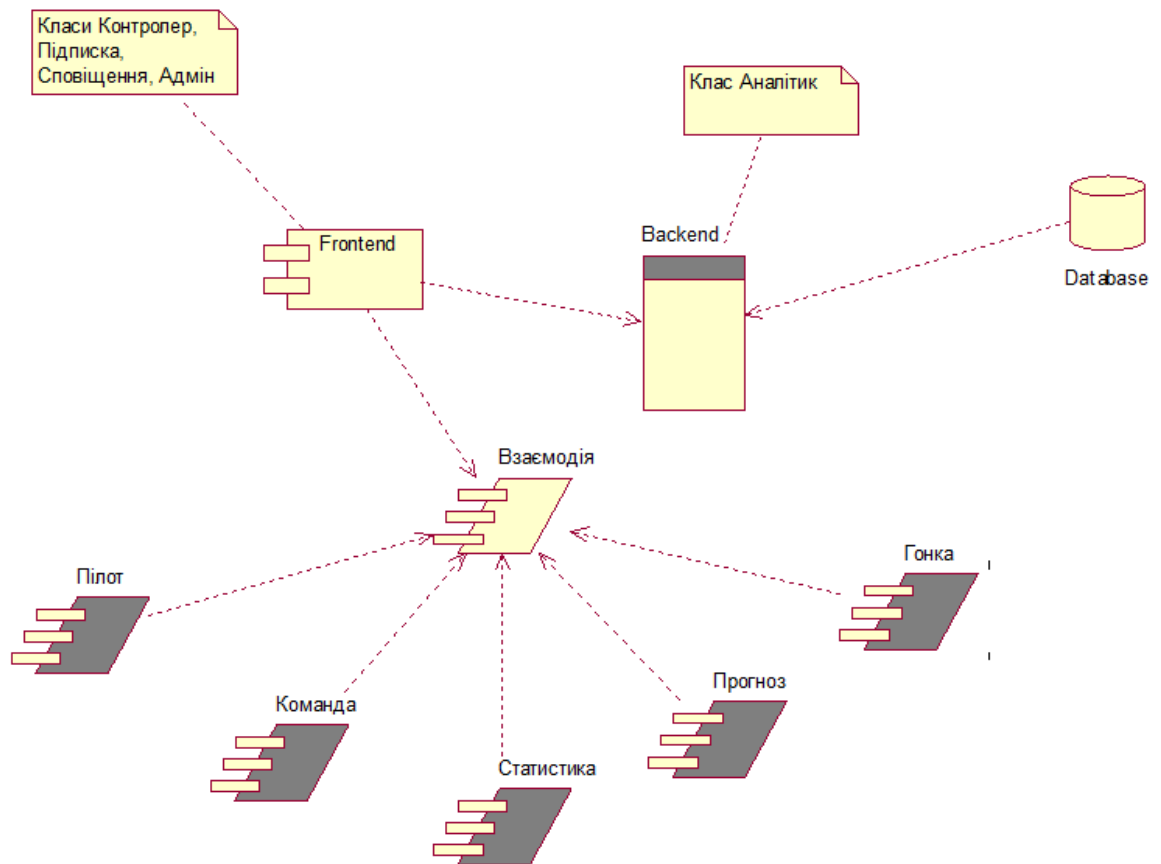 Класи Контролер,
Підписка,
Сповіщення, Адмін
Клас Аналітик
Frontend
Backend
Database
Взаємодія
Пілот
Гонка
Команда
Прогноз
Статистика